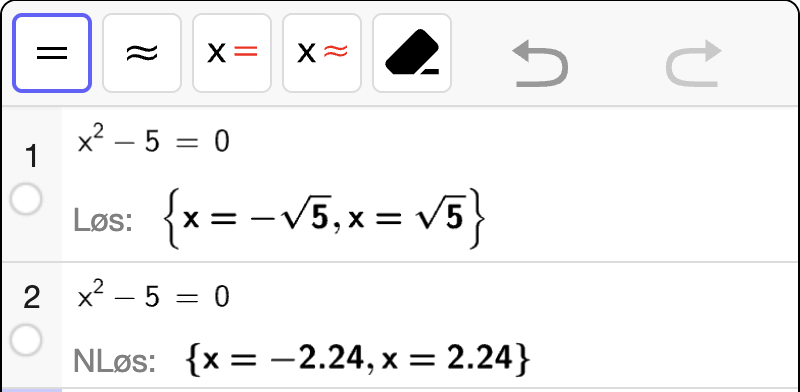 = ≈ x= x≈
1 x² − 5 = 0
Løs: {x = −√5, x = √5}
2 x² − 5 = 0
NLøs: {x = −2.24, x = 2.24}